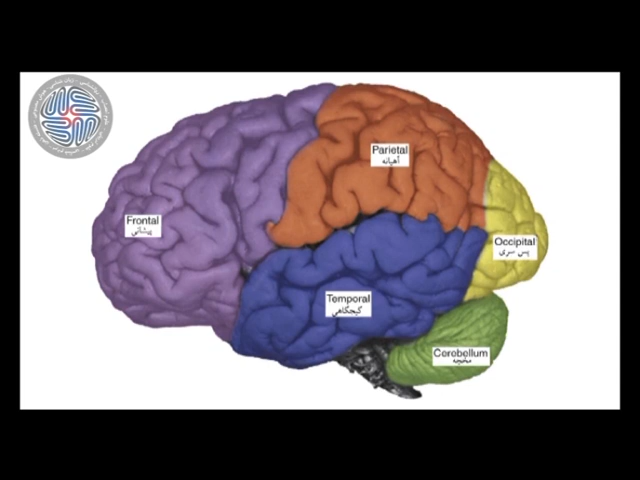 Parietal
آهیانه
Frontal
پیشانی
Occipital
پس سری
Temporal
گیجگاهی
Cerebellum
مخچه